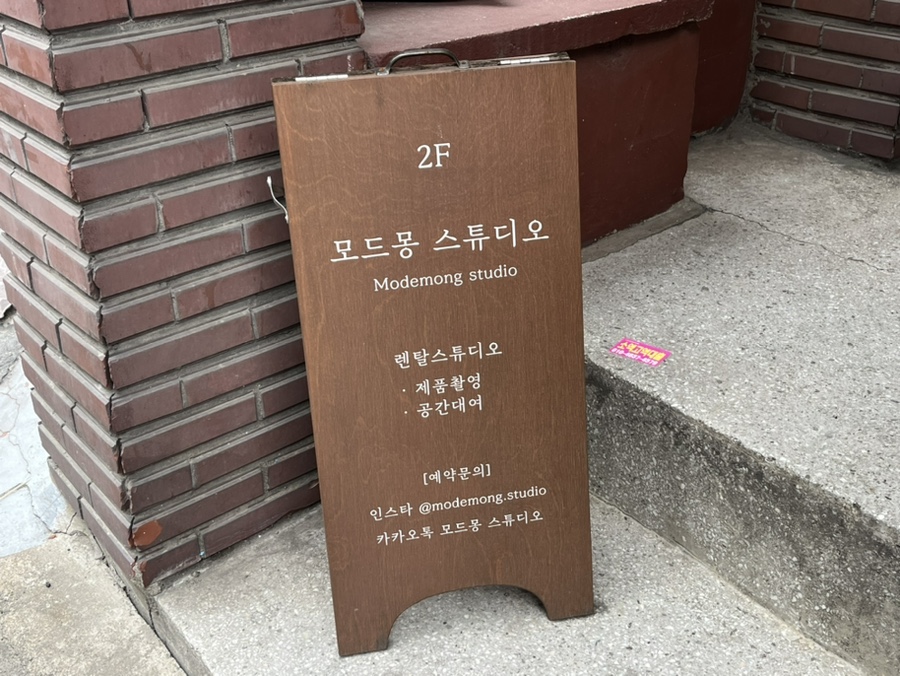 2F
모드몽 스튜디오
Modemong studio
렌탈스튜디오
· 제품촬영
· 공간대여
[예약문의]
인스타 @modemong.studio
카카오톡 모드몽 스튜디오